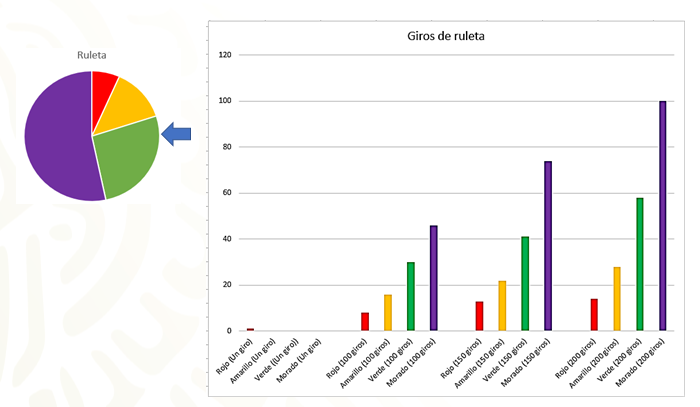 Ruleta
Giros de ruleta
120
100
80
60
40
20
0
Rojo (Un giro)
Amarillo (Un giro)
Verde ((Un giro))
Morado (Un giro)
Rojo (100 giros)
Amarillo (100 giros)
Verde (100 giros)
Morado (100 giros)
Rojo (150 giros)
Amarillo (150 giros)
Verde (150 giros)
Morado (150 giros)
Rojo (200 giros)
Amarillo (200 giros)
Verde (200 giros)
Morado (200 giros)